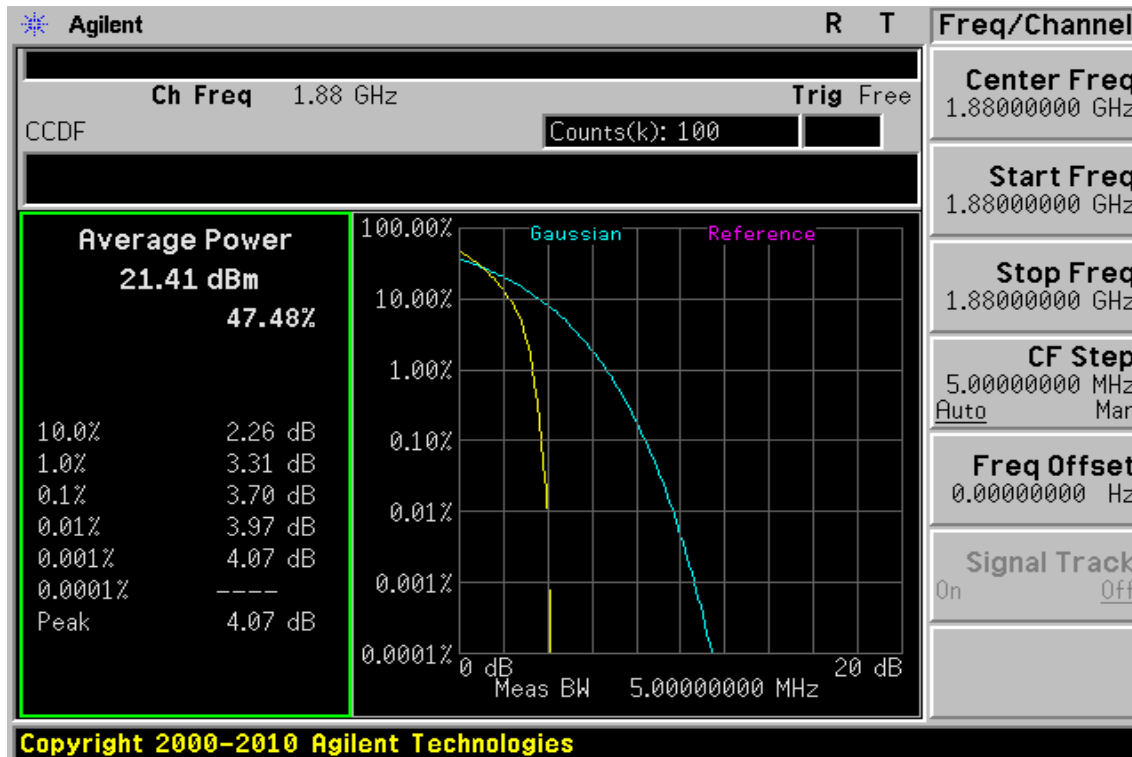 Agilent R T Freq/Channel
Ch Freq 1.88 GHz Trig Free
CCDF Counts(k): 100
Average Power
21.41 dBm
47.48%
10.0% 2.26 dB
1.0% 3.31 dB
0.1% 3.70 dB
0.01% 3.97 dB
0.001% 4.07 dB
0.0001% ----
Peak 4.07 dB
Gaussian Reference
100.00%
10.00%
1.00%
0.10%
0.01%
0.001%
0.0001%
0 dB 20 dB
Meas BW 5.00000000 MHz
Center Freq
1.88000000 GHz
Start Freq
1.88000000 GHz
Stop Freq
1.88000000 GHz
CF Step
5.00000000 MHz
Auto Man
Freq Offset
0.00000000 Hz
Signal Track
On Off
Copyright 2000-2010 Agilent Technologies